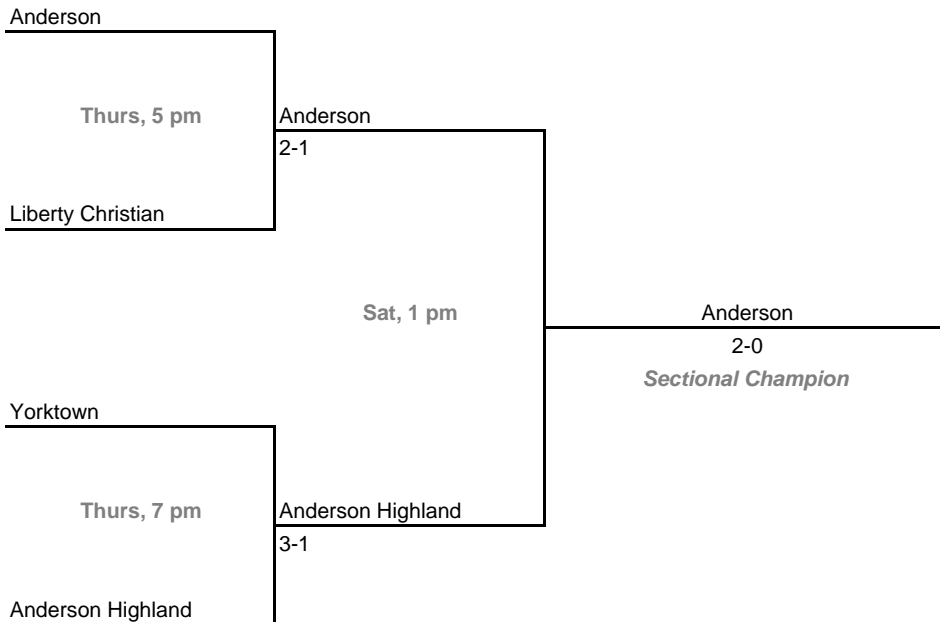 Anderson
Thurs, 5 pm
Anderson
2-1
Liberty Christian
Sat, 1 pm
Anderson
2-0
Sectional Champion
Yorktown
Thurs, 7 pm
Anderson Highland
3-1
Anderson Highland